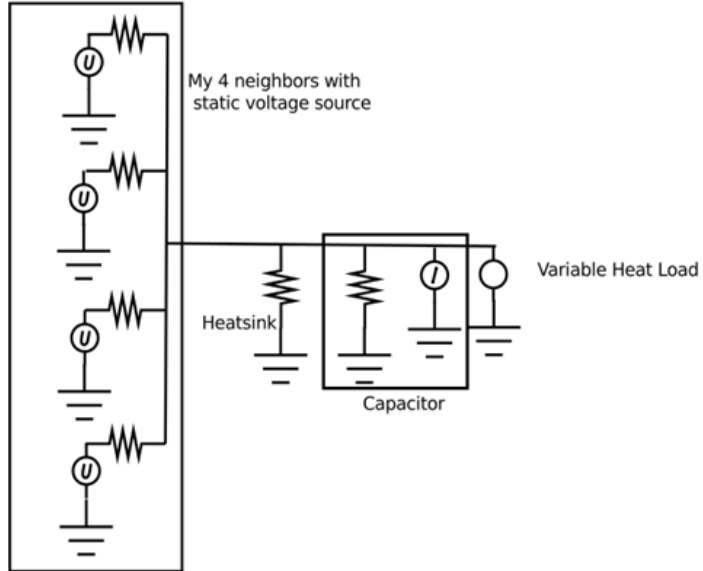 U
My 4 neighbors with
static voltage source
U
I
Variable Heat Load
Heatsink
U
Capacitor
U